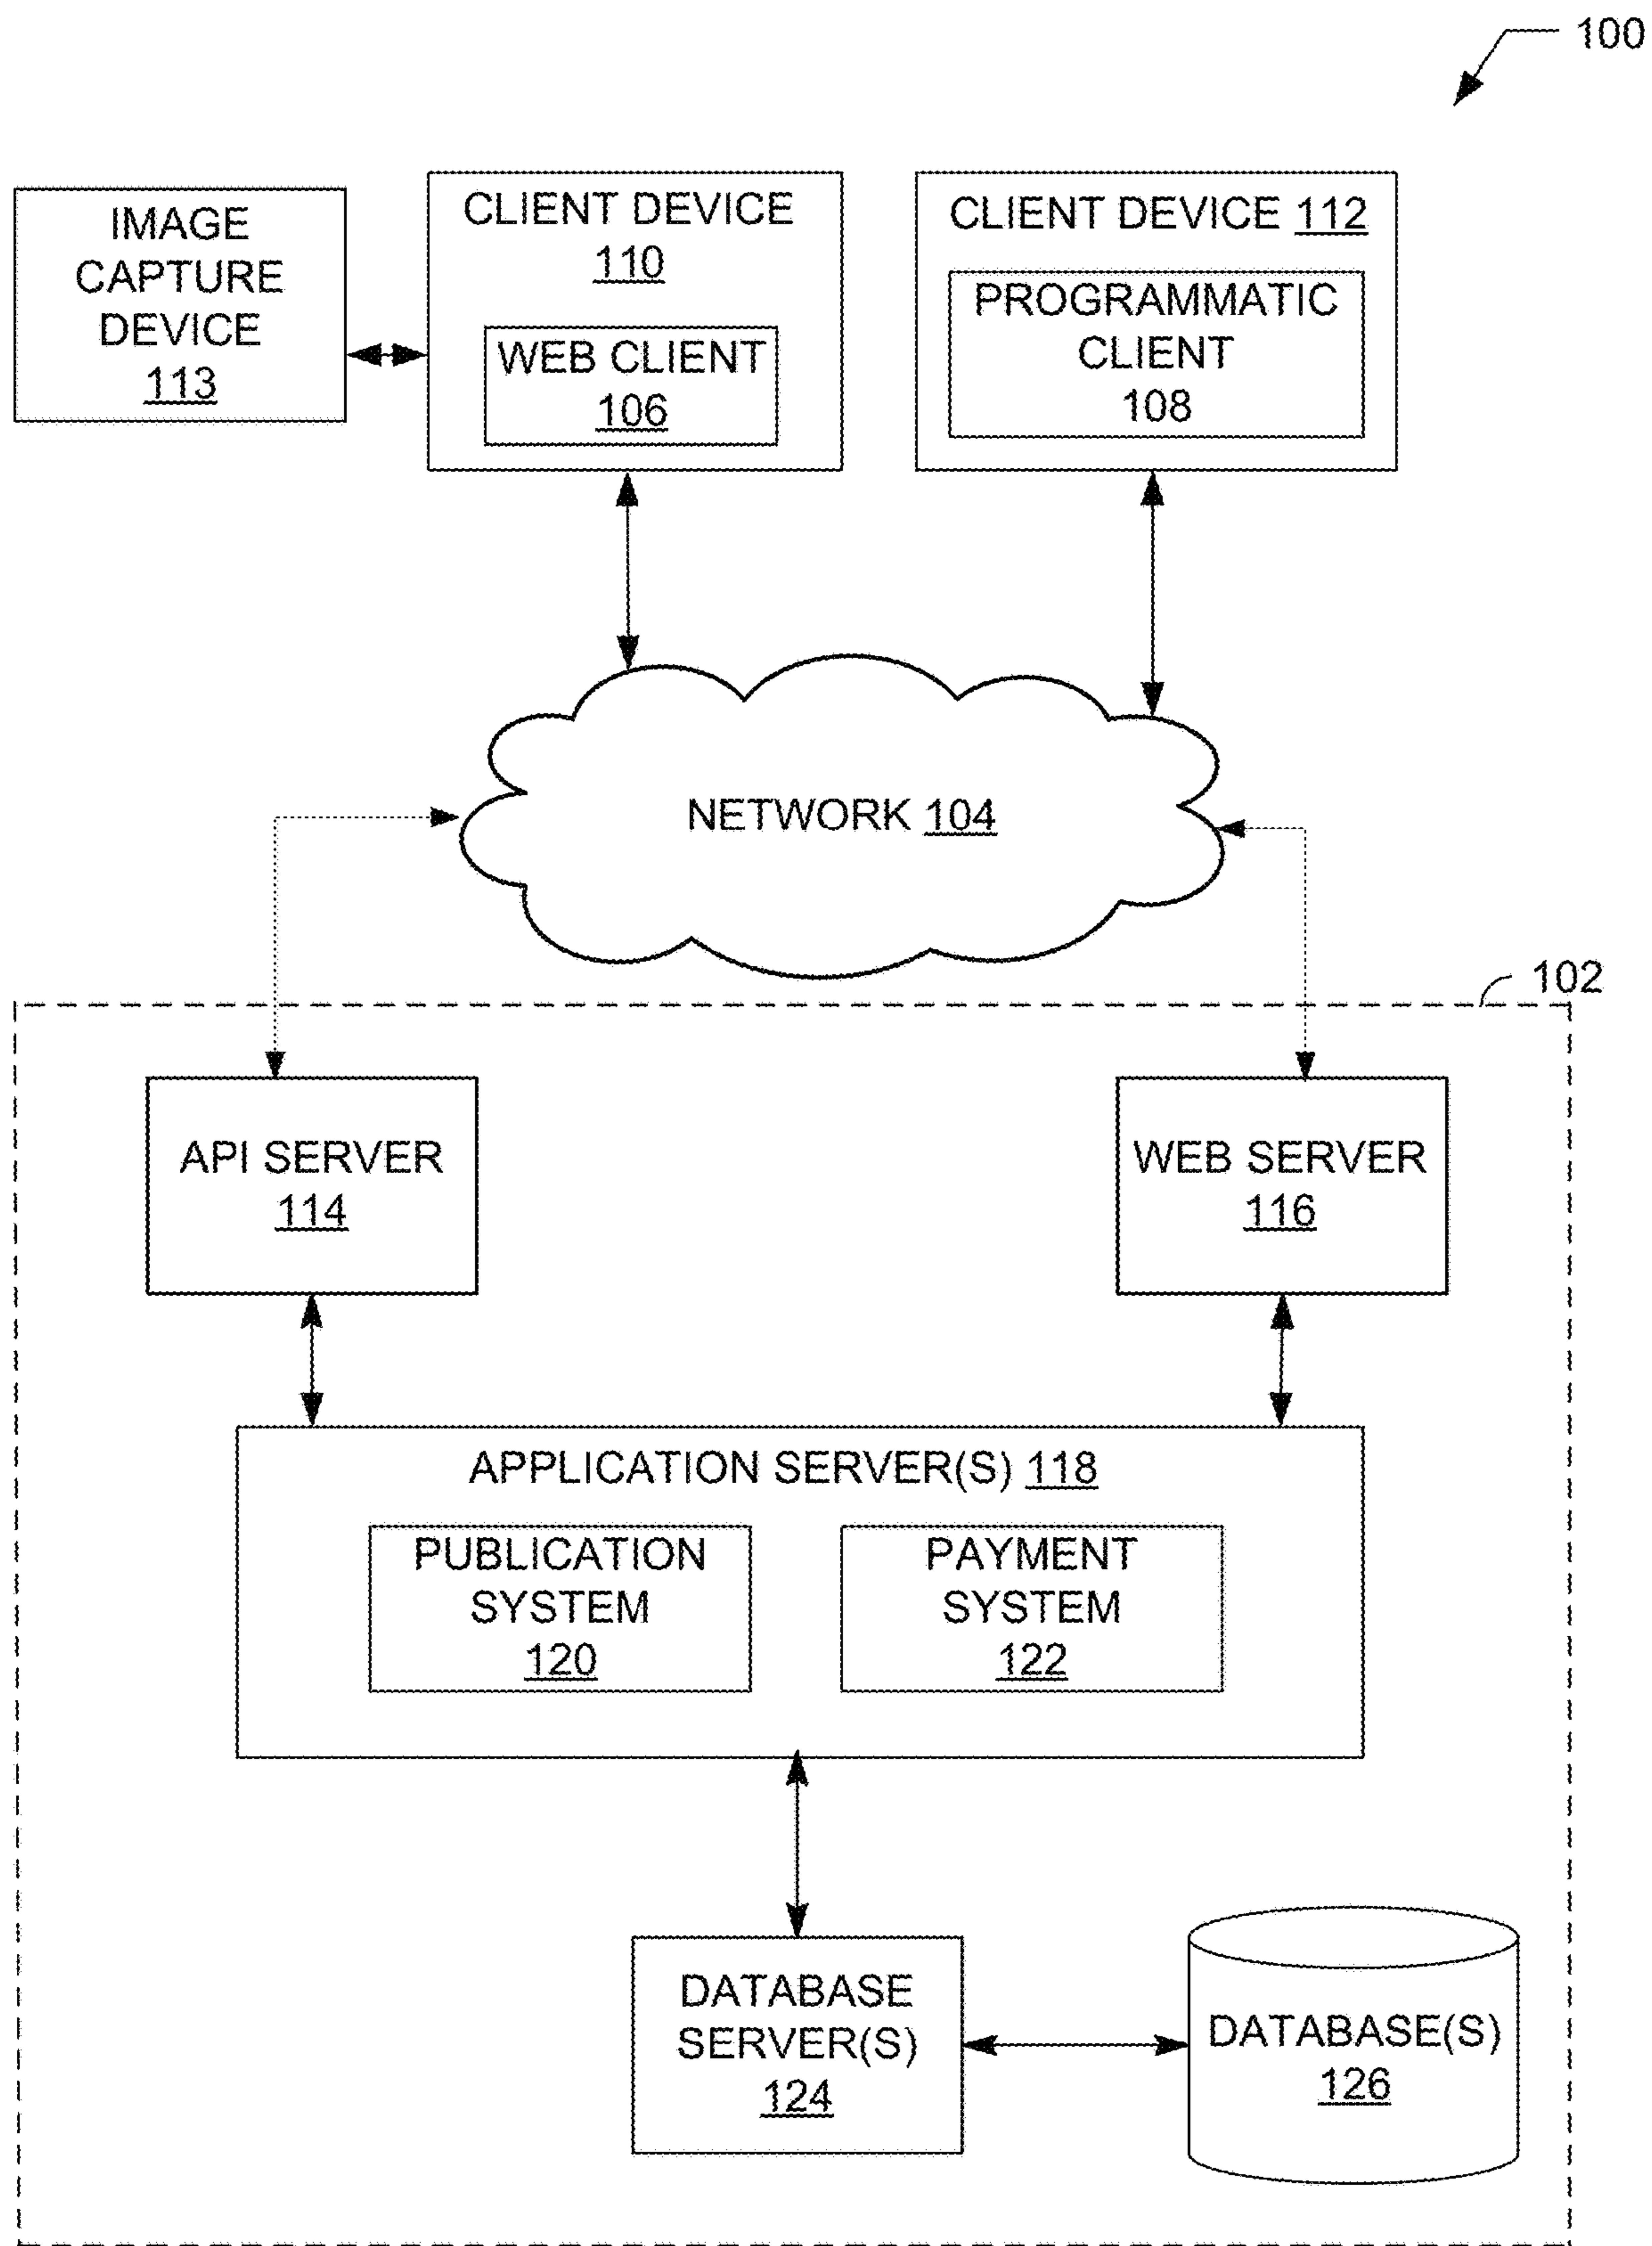 100
IMAGE
CAPTURE
DEVICE
113
CLIENT DEVICE
110
WEB CLIENT
106
CLIENT DEVICE 112
PROGRAMMATIC
CLIENT
108
NETWORK 104
102
API SERVER
114
WEB SERVER
116
APPLICATION SERVER(S) 118
PUBLICATION
SYSTEM
120
PAYMENT
SYSTEM
122
DATABASE
SERVER(S)
124
DATABASE(S)
126